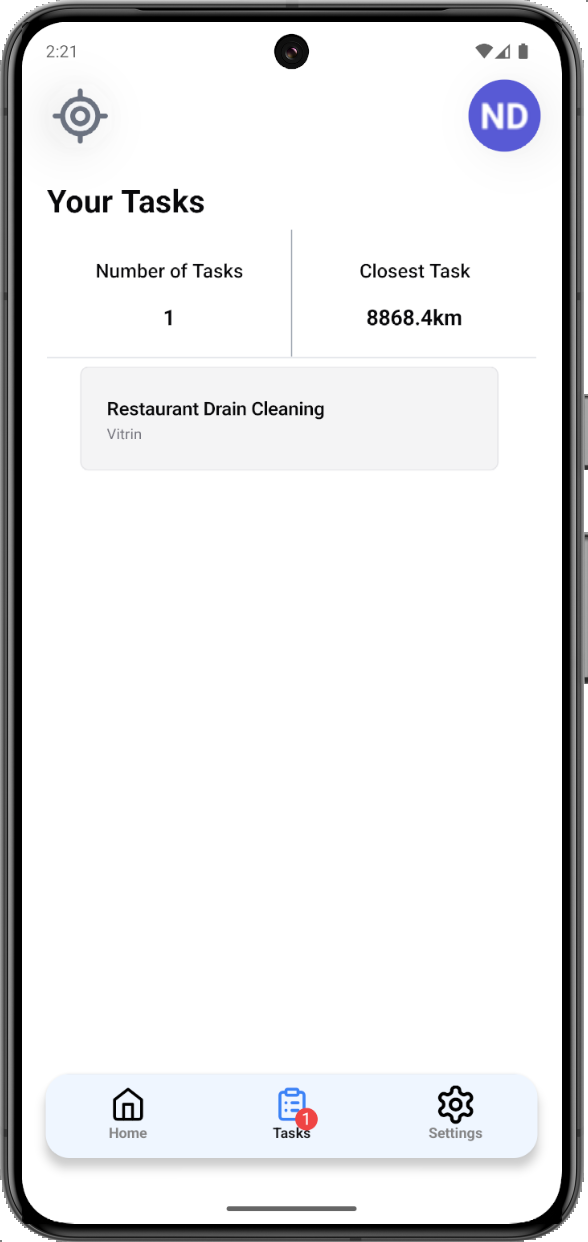 2:21
ND
Your Tasks
Number of Tasks
1
Closest Task
8868.4km
Restaurant Drain Cleaning
Vitrin
1
Home
Tasks
Settings